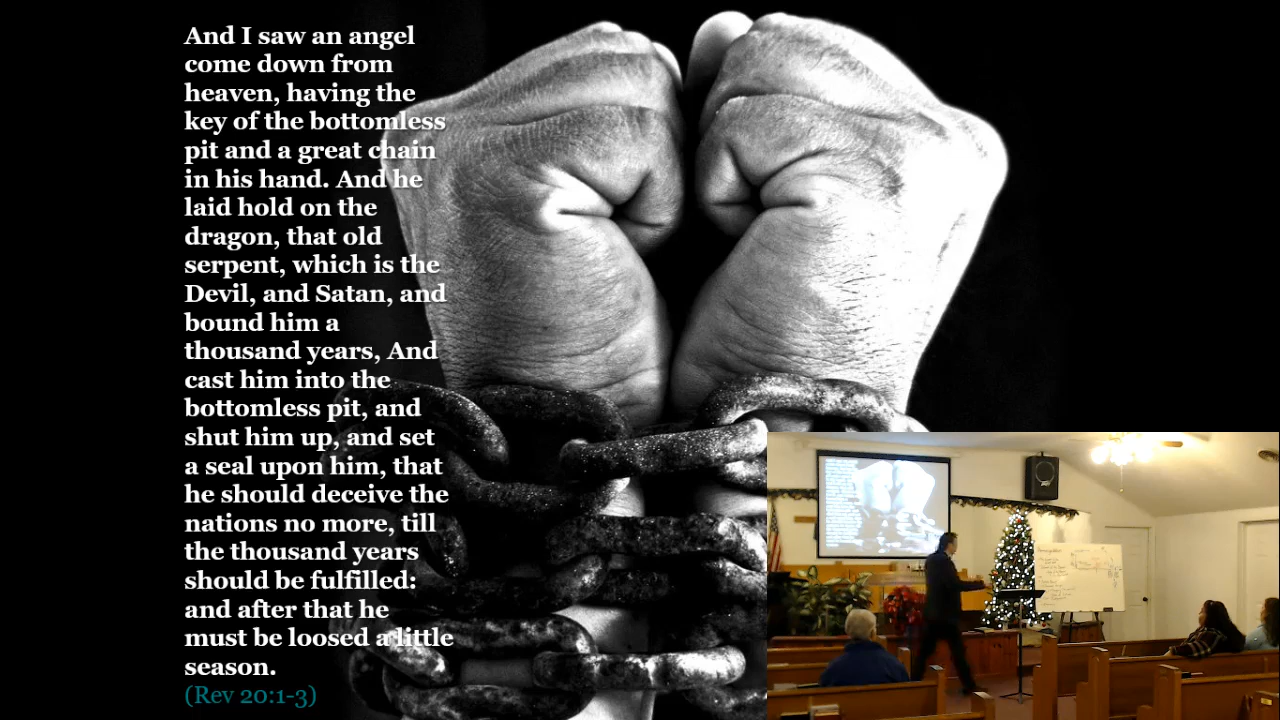 And I saw an angel
come down from
heaven, having the
key of the bottomless
pit and a great chain
in his hand. And he
laid hold on the
dragon, that old
serpent, which is the
Devil, and Satan, and
bound him a
thousand years, And
cast him into the
bottomless pit, and
shut him up, and set
a seal upon him, that
he should deceive the
nations no more, till
the thousand years
should be fulfilled:
and after that he
must be loosed a little
season.
(Rev 20:1-3)